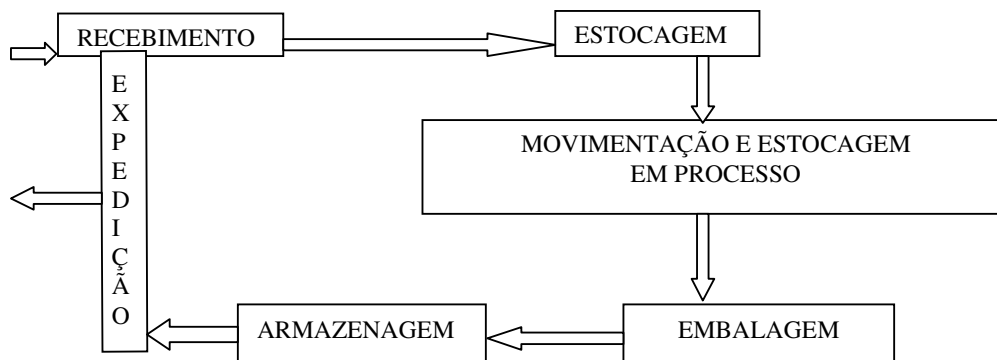 RECEBIMENTO
ESTOCAGEM
MOVIMENTAÇÃO E ESTOCAGEM
EM PROCESSO
EMBALAGEM
ARMAZENAGEM
E
X
P
E
D
I
Ç
Ã
O